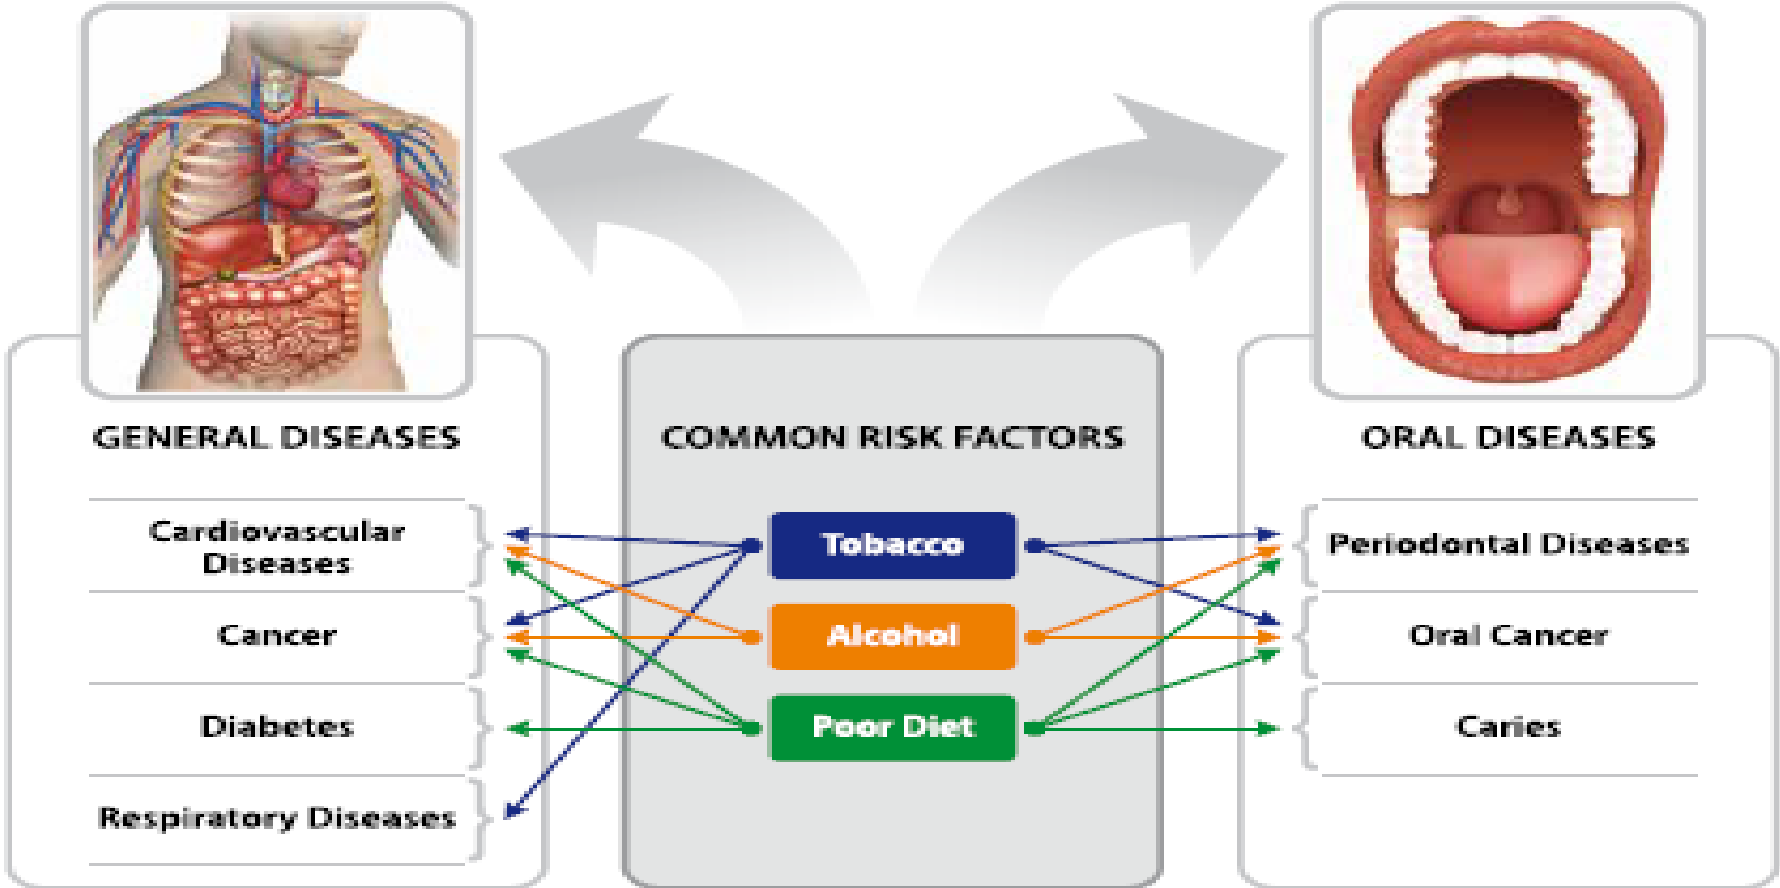 GENERAL DISEASES
Cardiovascular
Diseases
Cancer
Diabetes
Respiratory Diseases
COMMON RISK FACTORS
Tobacco
Alcohol
Poor Diet
ORAL DISEASES
Periodontal Diseases
Oral Cancer
Caries